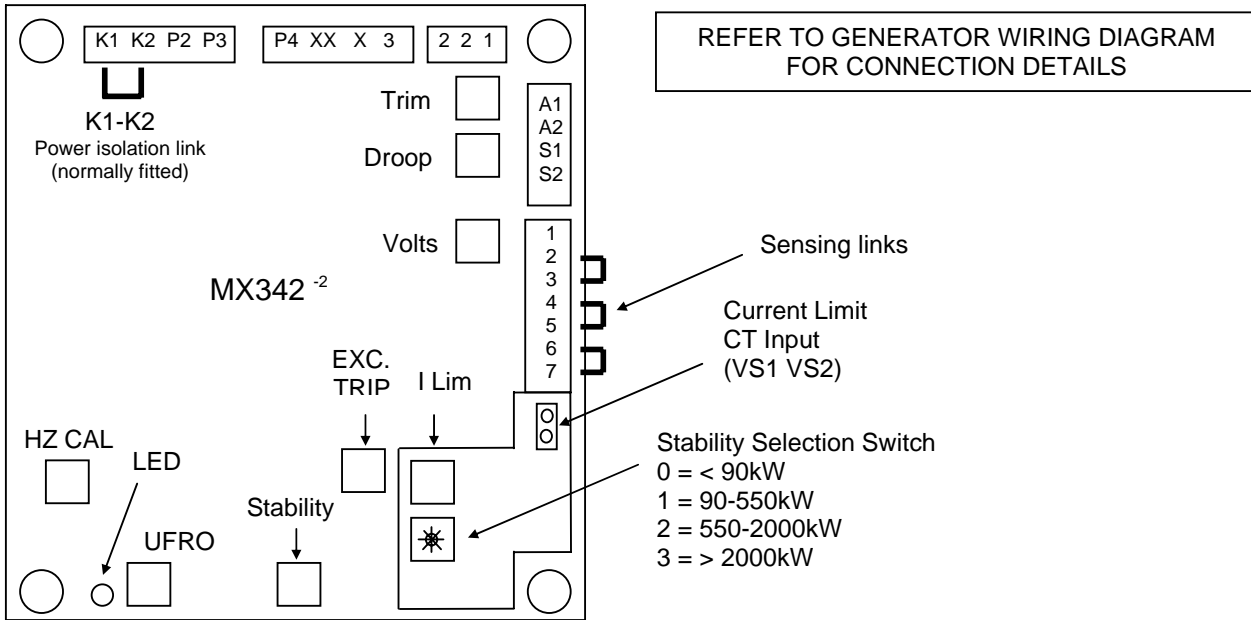 K1 K2 P2 P3
P4 XX X 3
2 2 1
REFER TO GENERATOR WIRING DIAGRAM
FOR CONNECTION DETAILS
K1-K2
Power isolation link
(normally fitted)
Trim
Droop
Volts
A1
A2
S1
S2
1
2
3
4
5
6
7
Sensing links
MX342 -2
Current Limit
CT Input
(VS1 VS2)
EXC.
TRIP
I Lim
HZ CAL
LED
Stability
UFRO
Stability Selection Switch
0 = < 90kW
1 = 90-550kW
2 = 550-2000kW
3 = > 2000kW